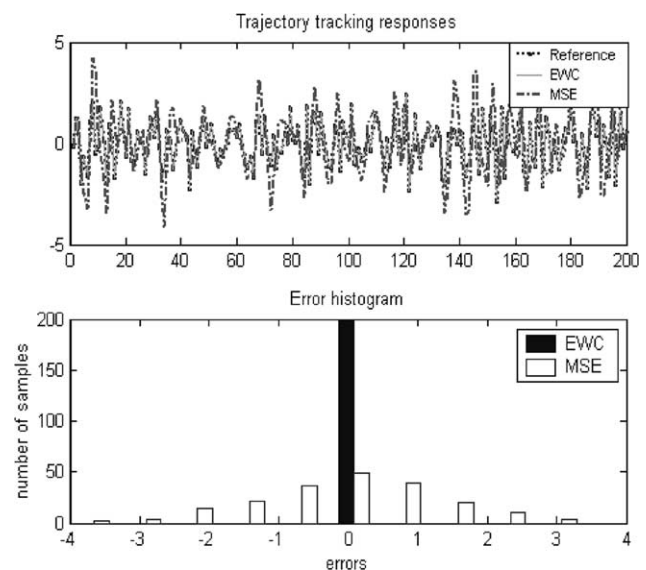 Trajectory tracking responses
5
0
-5
Reference
EWC
MSE
0 20 40 60 80 100 120 140 160 180 200
Error histogram
200
150
100
50
0
number of samples
EWC
MSE
-4 -3 -2 -1 0 1 2 3 4
errors